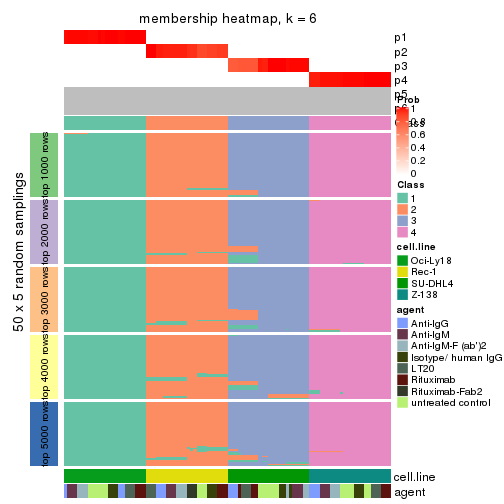 membership heatmap, k = 6
p1
p2
p3
p4
p5
Prob
1
0.8
0.6
0.4
0.2
0
Class
1
2
3
4
cell.line
Oci-Ly18
Rec-1
SU-DHL4
Z-138
agent
Anti-IgG
Anti-IgM
Anti-IgM-F (ab')2
Isotype/ human IgG
LT20
Rituximab
Rituximab-Fab2
untreated control
50 x 5 random samplings
top 1000 rows
top 2000 rows
top 3000 rows
top 4000 rows
top 5000 rows
cell.line
agent